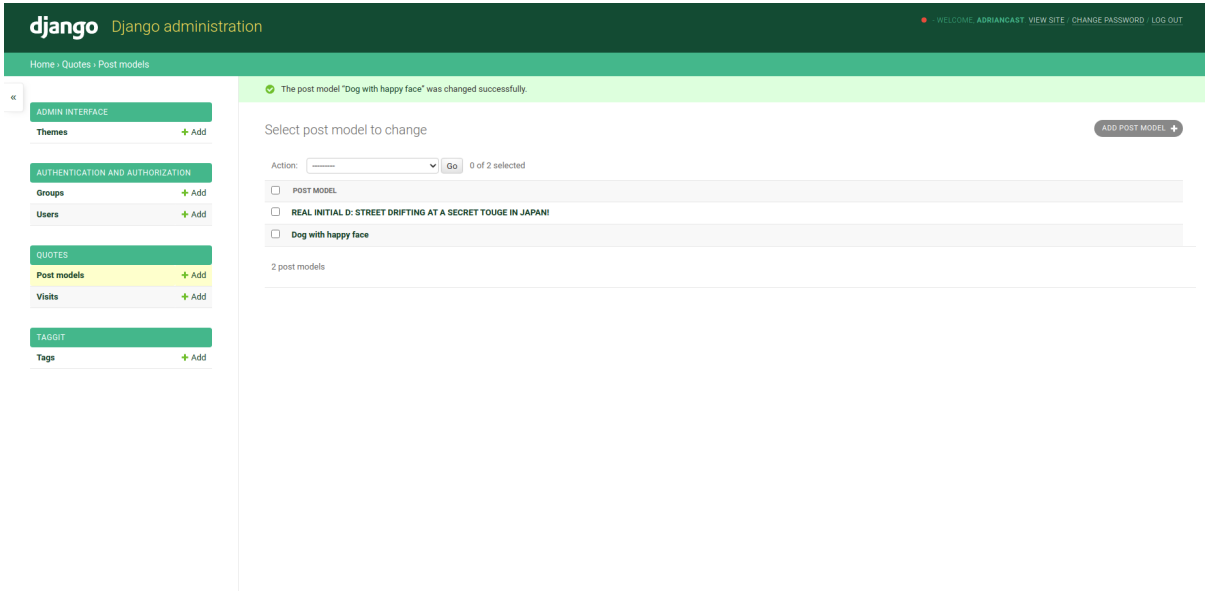 django Django administration
- WELCOME, ADRIANCAST. VIEW SITE / CHANGE PASSWORD / LOG OUT
Home › Quotes › Post models
«
The post model "Dog with happy face" was changed successfully.
ADMIN INTERFACE
Themes + Add
AUTHENTICATION AND AUTHORIZATION
Groups + Add
Users + Add
QUOTES
Post models + Add
Visits + Add
TAGGIT
Tags + Add
Select post model to change
ADD POST MODEL +
Action: --------- Go 0 of 2 selected
POST MODEL
REAL INITIAL D: STREET DRIFTING AT A SECRET TOUGE IN JAPAN!
Dog with happy face
2 post models